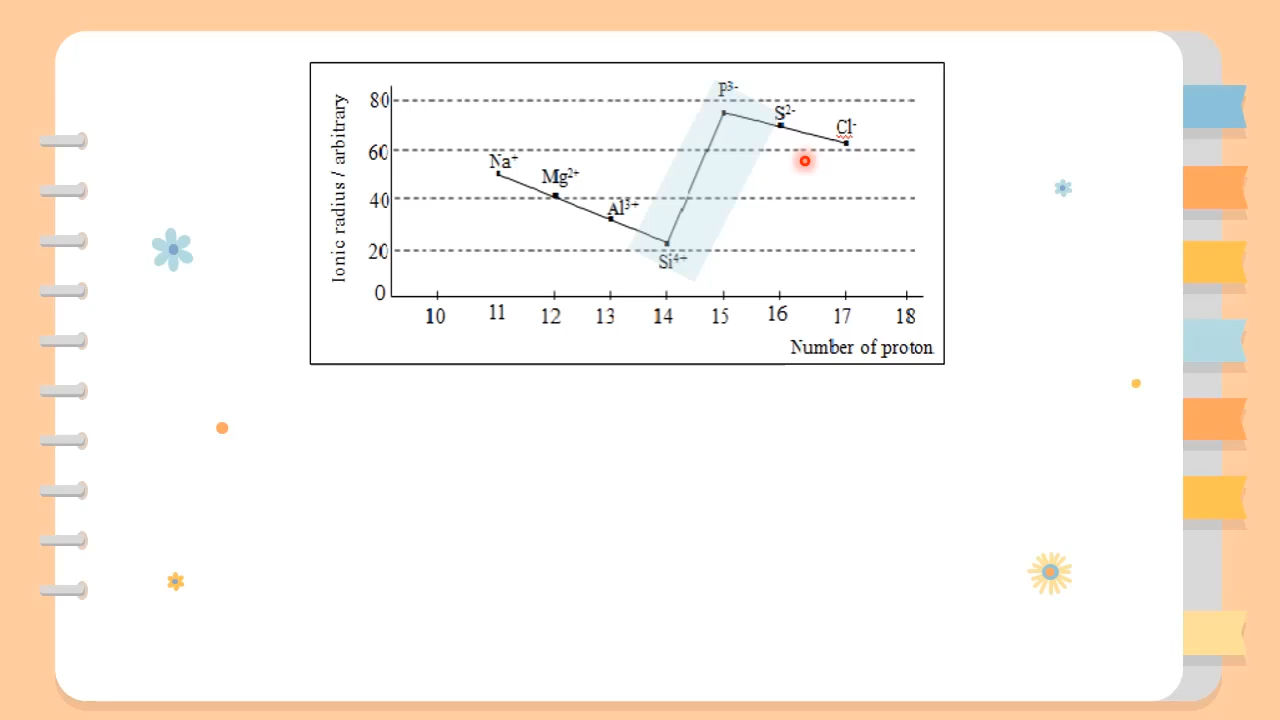 Ionic radius / arbitrary
80
60
40
20
0
Na⁺
Mg²⁺
Al³⁺
Si⁴⁺
P³⁻
S²⁻
Cl⁻
10 11 12 13 14 15 16 17 18
Number of proton